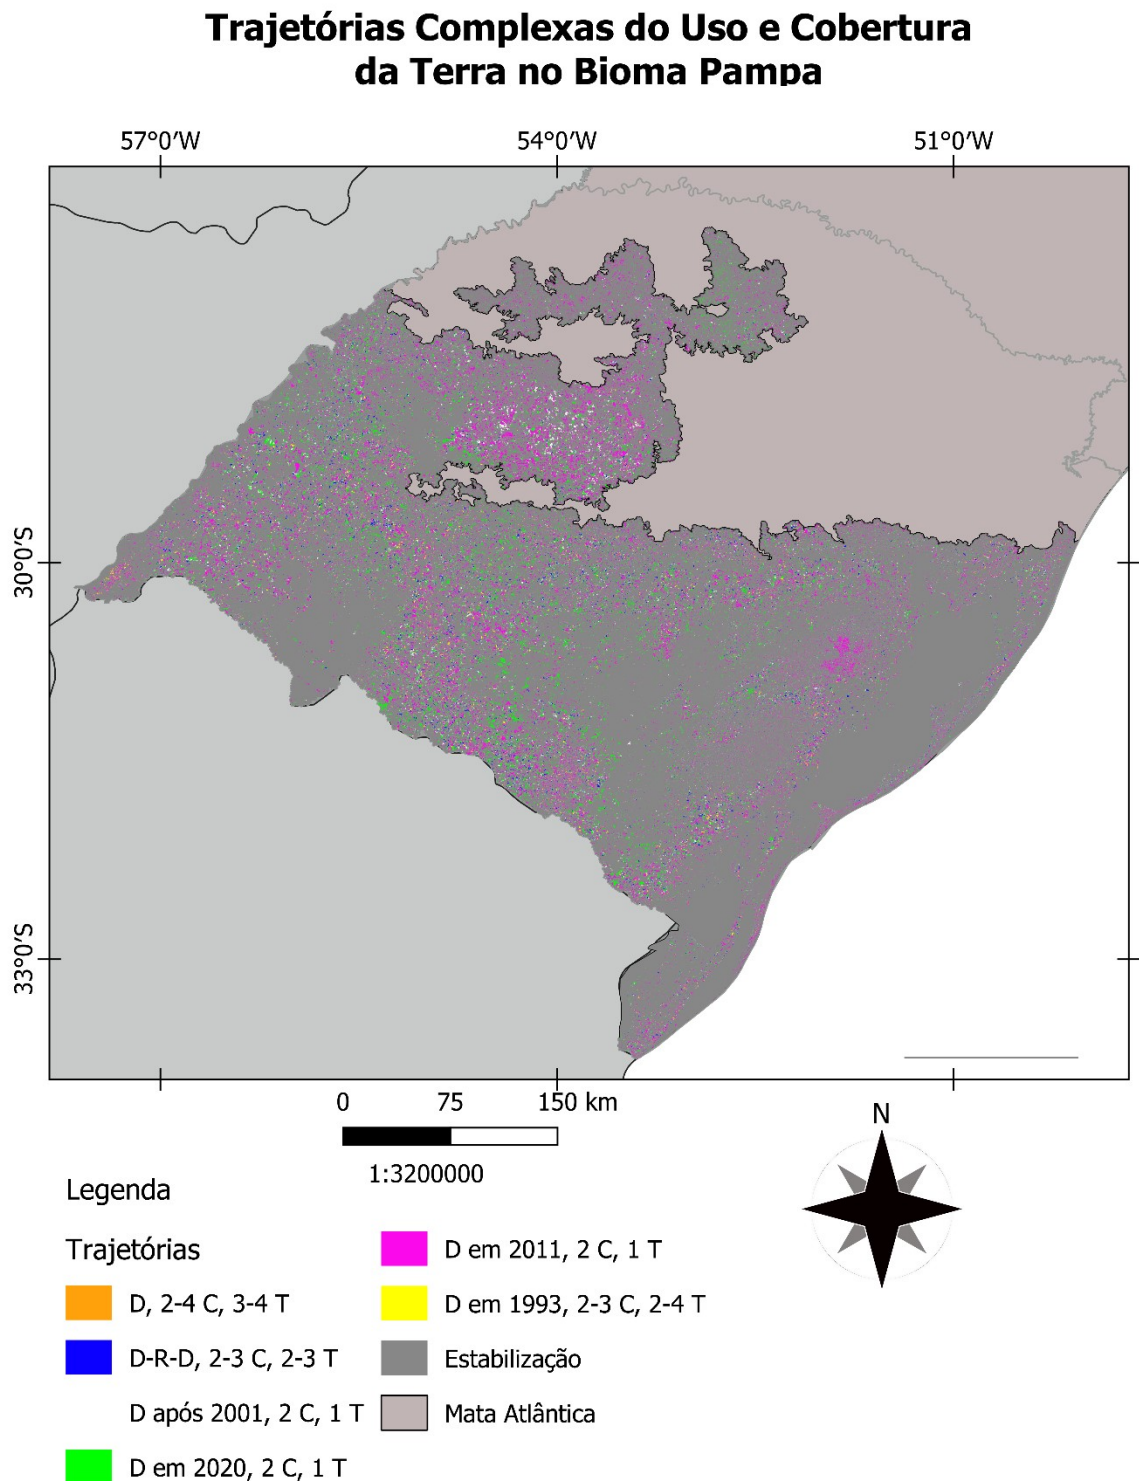 Trajetórias Complexas do Uso e Cobertura
da Terra no Bioma Pampa
57°0′W 54°0′W 51°0′W
30°0′S
33°0′S
0 75 150 km
1:3200000
N
Legenda
Trajetórias
D, 2-4 C, 3-4 T
D-R-D, 2-3 C, 2-3 T
D após 2001, 2 C, 1 T
D em 2020, 2 C, 1 T
D em 2011, 2 C, 1 T
D em 1993, 2-3 C, 2-4 T
Estabilização
Mata Atlântica